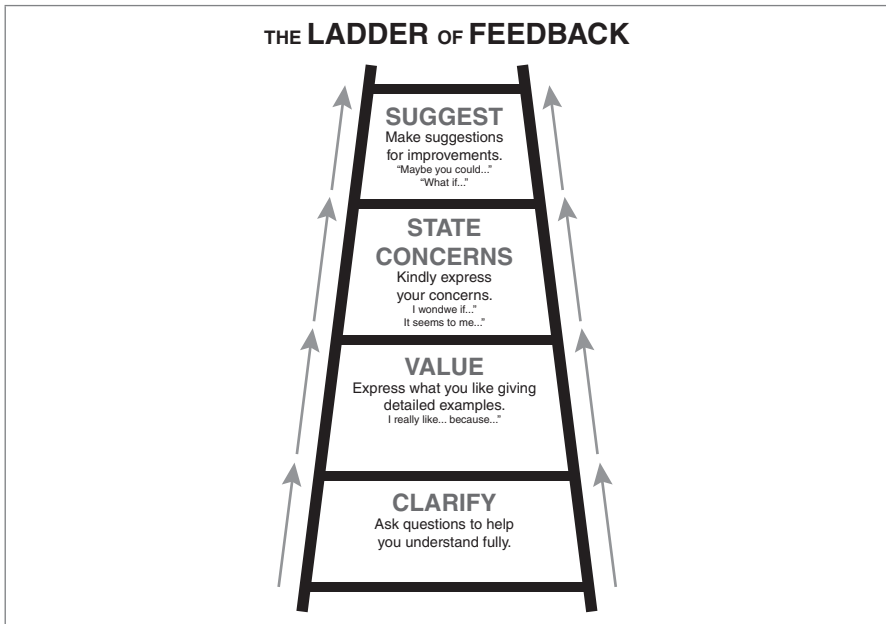 THE LADDER OF FEEDBACK
SUGGEST
Make suggestions
for improvements.
“Maybe you could...”
“What if...”
STATE
CONCERNS
Kindly express
your concerns.
I wondwe if...”
It seems to me...”
VALUE
Express what you like giving
detailed examples.
I really like... because...”
CLARIFY
Ask questions to help
you understand fully.